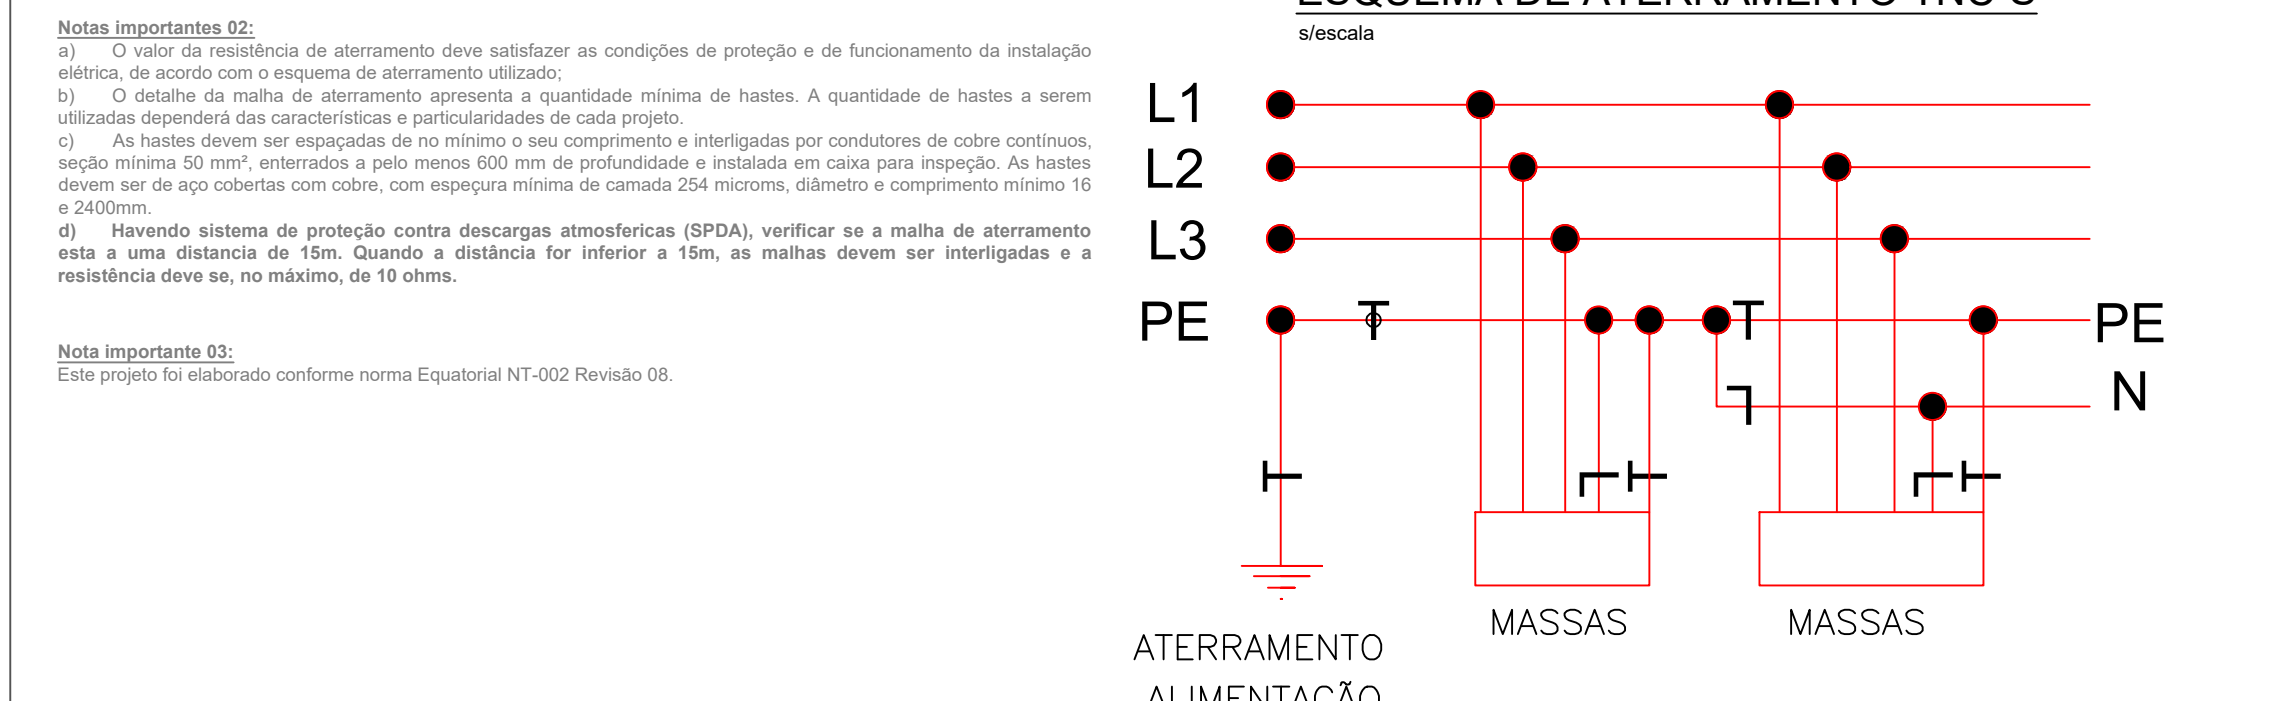 Notas importantes 02:
a) O valor da resistência de aterramento deve satisfazer as condições de proteção e de funcionamento da instalação
elétrica, de acordo com o esquema de aterramento utilizado;
b) O detalhe da malha de aterramento apresenta a quantidade mínima de hastes. A quantidade de hastes a serem
utilizadas dependerá das características e particularidades de cada projeto.
c) As hastes devem ser espaçadas de no mínimo o seu comprimento e interligadas por condutores de cobre contínuos,
seção mínima 50 mm², enterrados a pelo menos 600 mm de profundidade e instalada em caixa para inspeção. As hastes
devem ser de aço cobertas com cobre, com espeçura mínima de camada 254 microms, diâmetro e comprimento mínimo 16
e 2400mm.
d) Havendo sistema de proteção contra descargas atmosfericas (SPDA), verificar se a malha de aterramento
esta a uma distancia de 15m. Quando a distância for inferior a 15m, as malhas devem ser interligadas e a
resistência deve se, no máximo, de 10 ohms.
Nota importante 03:
Este projeto foi elaborado conforme norma Equatorial NT-002 Revisão 08.
ESQUEMA DE ATERRAMENTO
s/escala
L1
L2
L3
PE
PE
N
MASSAS
MASSAS
ATERRAMENTO
ALIMENTAÇÃO